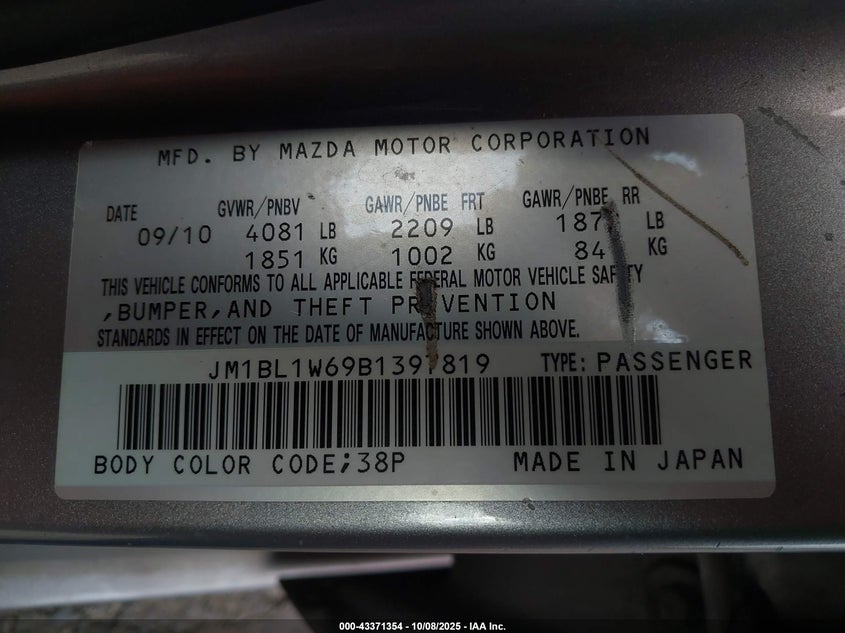 MFD. BY MAZDA MOTOR CORPORATION
DATE GVWR/PNBV GAWR/PNBE FRT GAWR/PNBE RR
09/10 4081 LB 2209 LB LB
1851 KG 1002 KG KG
THIS VEHICLE CONFORMS TO ALL APPLICABLE FEDERAL MOTOR VEHICLE SAFETY
,BUMPER,AND THEFT PREVENTION
STANDARDS IN EFFECT ON THE DATE OF MANUFACTURE SHOWN ABOVE.
TYPE: PASSENGER
BODY COLOR CODE;38P MADE IN JAPAN
000-43371354 - 10/08/2025 - IAA Inc.